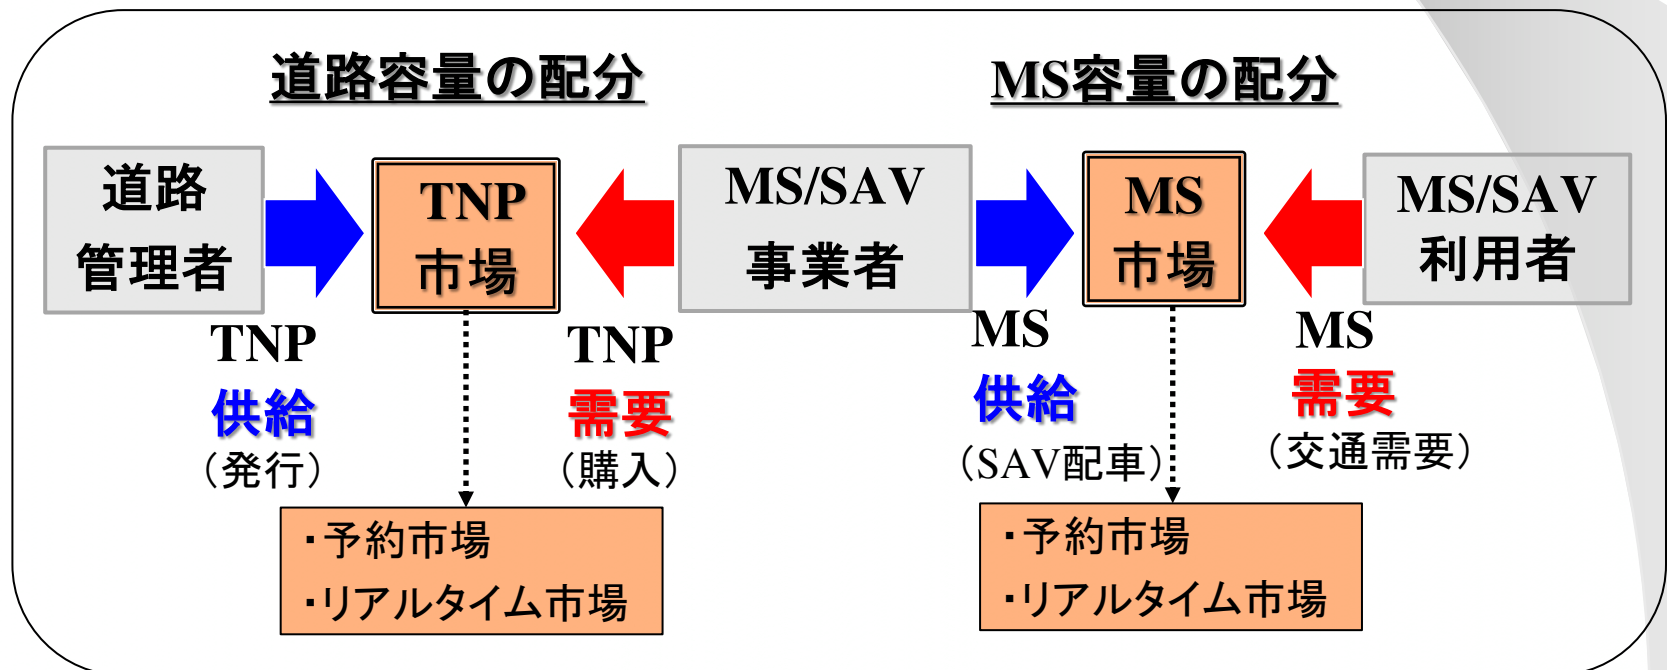 道路容量の配分
MS容量の配分
道路
管理者
TNP
市場
MS/SAV
事業者
MS
市場
MS/SAV
利用者
TNP
供給
（発行）
TNP
需要
（購入）
MS
供給
（SAV配車）
MS
需要
（交通需要）
・予約市場
・リアルタイム市場
・予約市場
・リアルタイム市場